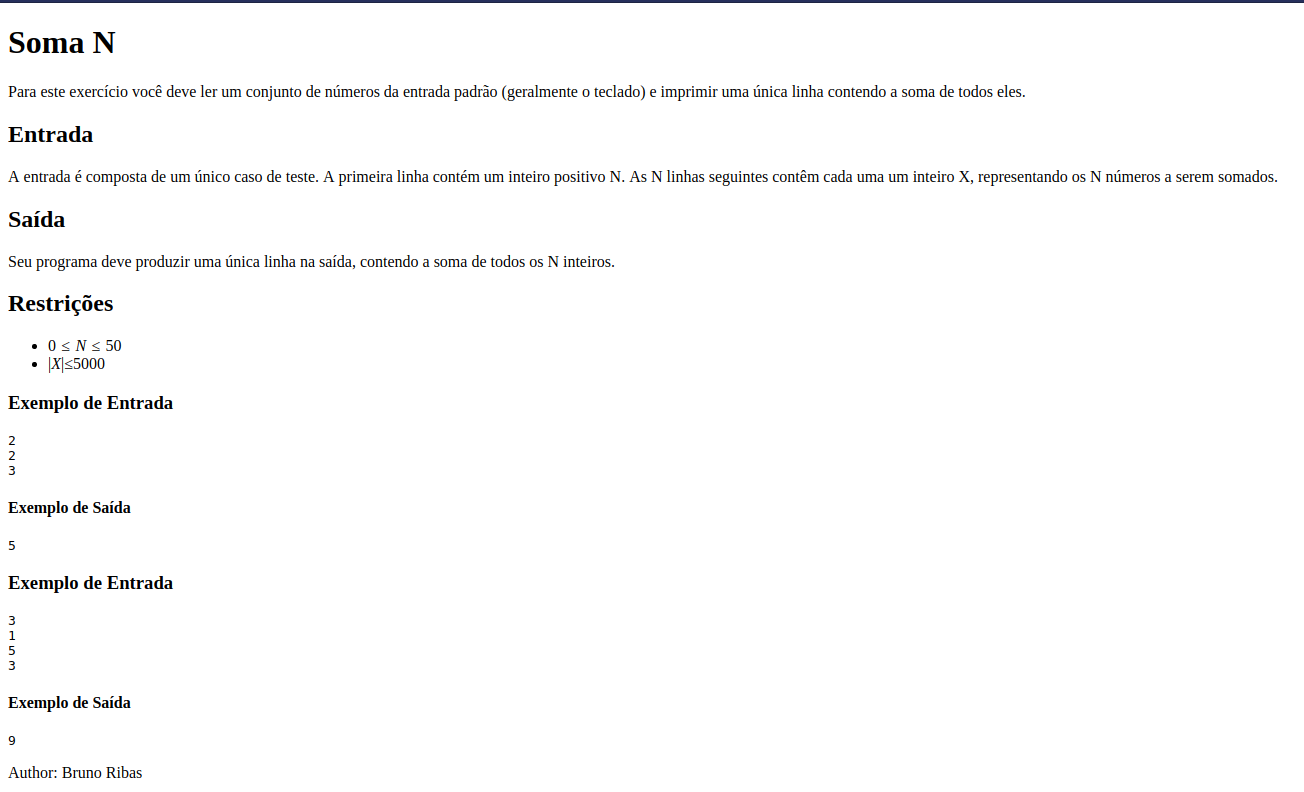 Soma N
Para este exercício você deve ler um conjunto de números da entrada padrão (geralmente o teclado) e imprimir uma única linha contendo a soma de todos eles.
Entrada
A entrada é composta de um único caso de teste. A primeira linha contém um inteiro positivo N. As N linhas seguintes contêm cada uma um inteiro X, representando os N números a serem somados.
Saída
Seu programa deve produzir uma única linha na saída, contendo a soma de todos os N inteiros.
Restrições
• 0 ≤ N ≤ 50
• |X|≤5000
Exemplo de Entrada
2
2
3
Exemplo de Saída
5
Exemplo de Entrada
3
1
5
3
Exemplo de Saída
9
Author: Bruno Ribas